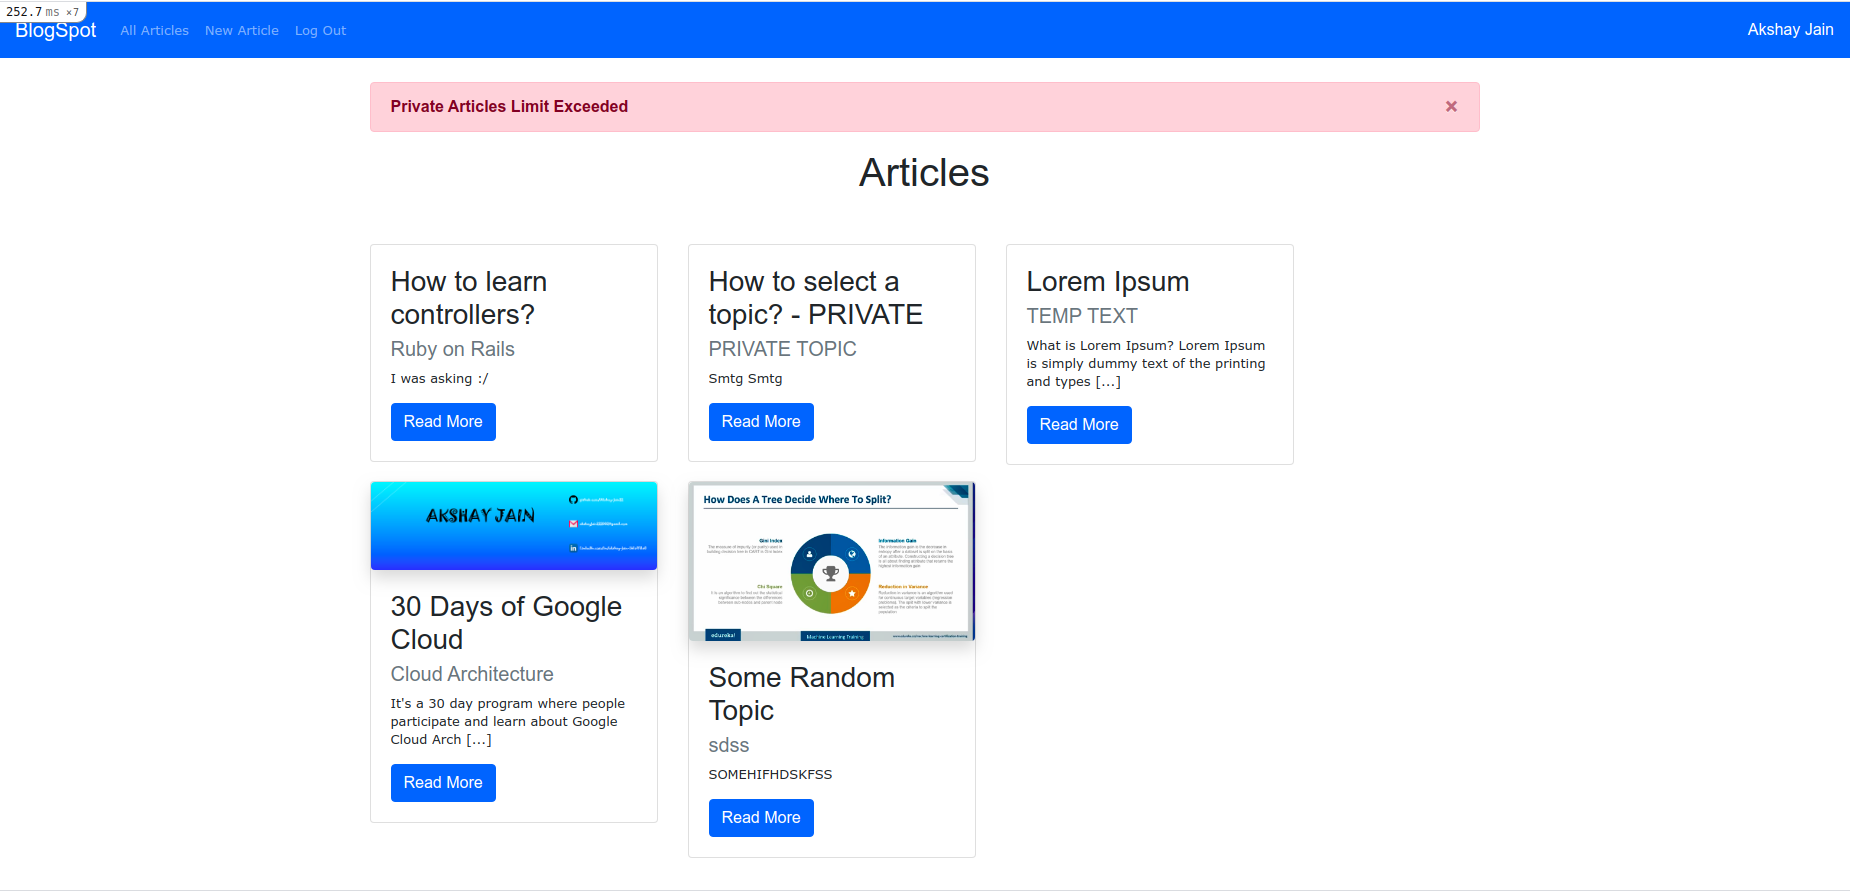 252.7 ms ×7
BlogSpot All Articles New Article Log Out Akshay Jain
Private Articles Limit Exceeded ×
Articles
How to learn
controllers?
Ruby on Rails
I was asking :/
Read More
How to select a
topic? - PRIVATE
PRIVATE TOPIC
Smtg Smtg
Read More
Lorem Ipsum
TEMP TEXT
What is Lorem Ipsum? Lorem Ipsum
is simply dummy text of the printing
and types [...]
Read More
AKSHAY JAIN
30 Days of Google
Cloud
Cloud Architecture
It's a 30 day program where people
participate and learn about Google
Cloud Arch [...]
Read More
How Does A Tree Decide Where To Split?
Gini Index
Information Gain
Chi Square
Reduction in Variance
edureka!
Machine Learning Training
Some Random
Topic
sdss
SOMEHIFHDSKFSS
Read More